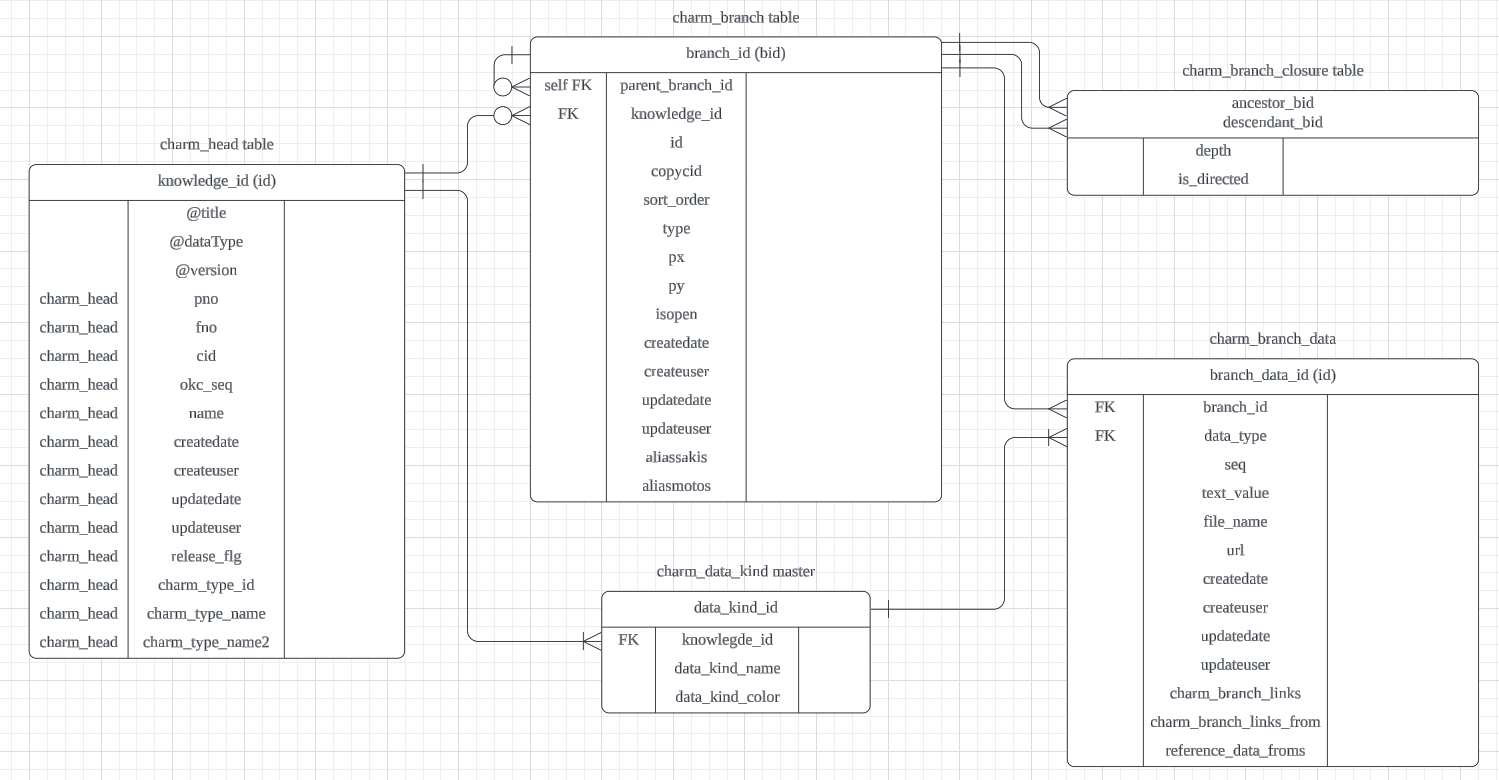 charm_head table
knowledge_id (id)
@title
@dataType
@version
charm_head pno
charm_head fno
charm_head cid
charm_head okc_seq
charm_head name
charm_head createdate
charm_head createuser
charm_head updatedate
charm_head updateuser
charm_head release_flg
charm_head charm_type_id
charm_head charm_type_name
charm_head charm_type_name2
charm_branch table
branch_id (bid)
self FK parent_branch_id
FK knowledge_id
id
copycid
sort_order
type
px
py
isopen
createdate
createuser
updatedate
updateuser
aliassakis
aliasmotos
charm_data_kind master
data_kind_id
FK knowlegde_id
data_kind_name
data_kind_color
charm_branch_closure table
ancestor_bid
descendant_bid
depth
is_directed
charm_branch_data
branch_data_id (id)
FK branch_id
FK data_type
seq
text_value
file_name
url
createdate
createuser
updatedate
updateuser
charm_branch_links
charm_branch_links_from
reference_data_froms